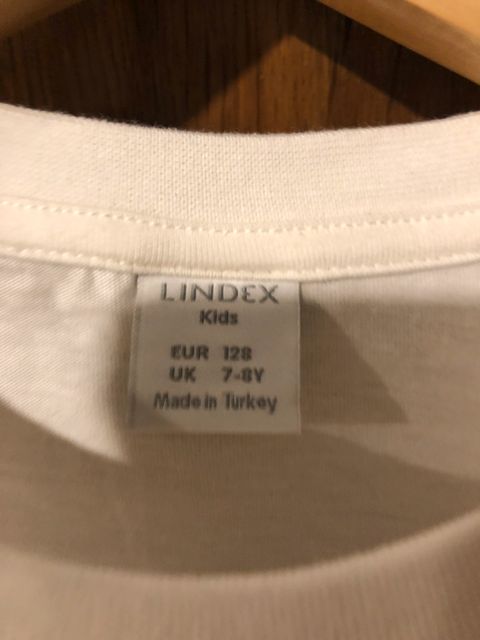 LINDEX
Kids
EUR 128
UK 7-8Y
Made in Turkey